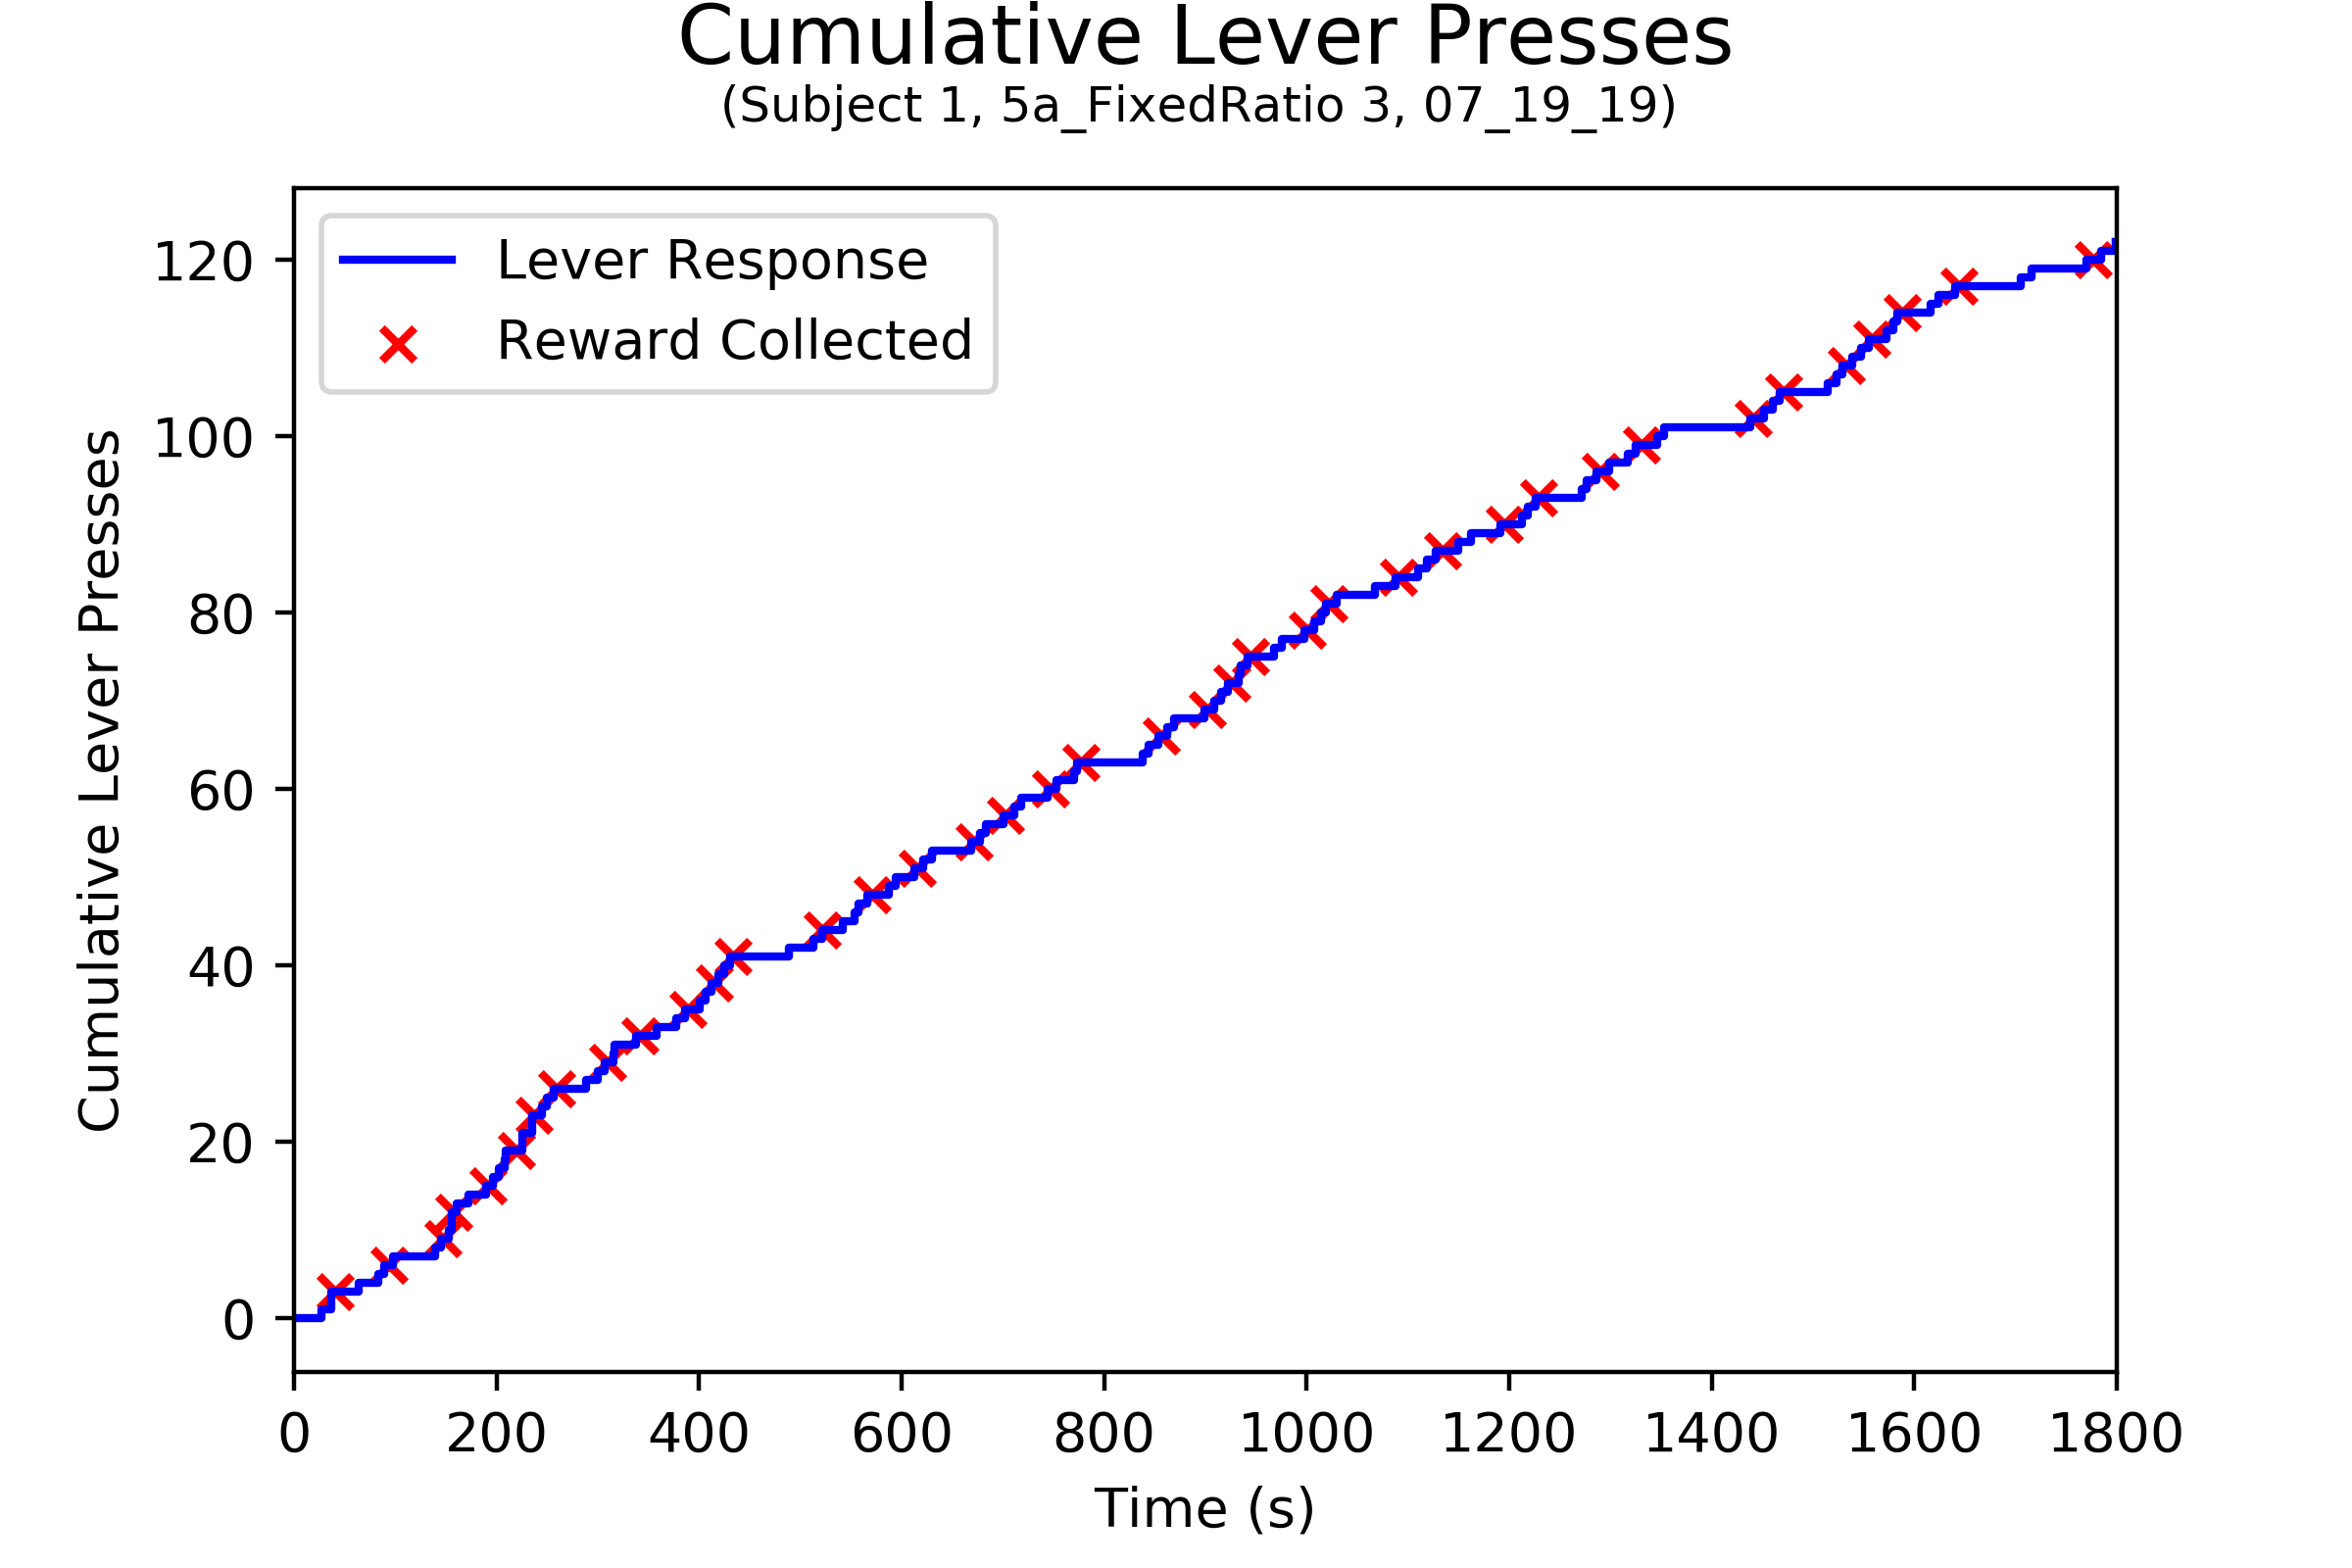 Cumulative Lever Presses
(Subject 1, 5a_FixedRatio 3, 07_19_19)
Lever Response
Reward Collected
120
100
80
60
40
20
0
Cumulative Lever Presses
0 200 400 600 800 1000 1200 1400 1600 1800
Time (s)